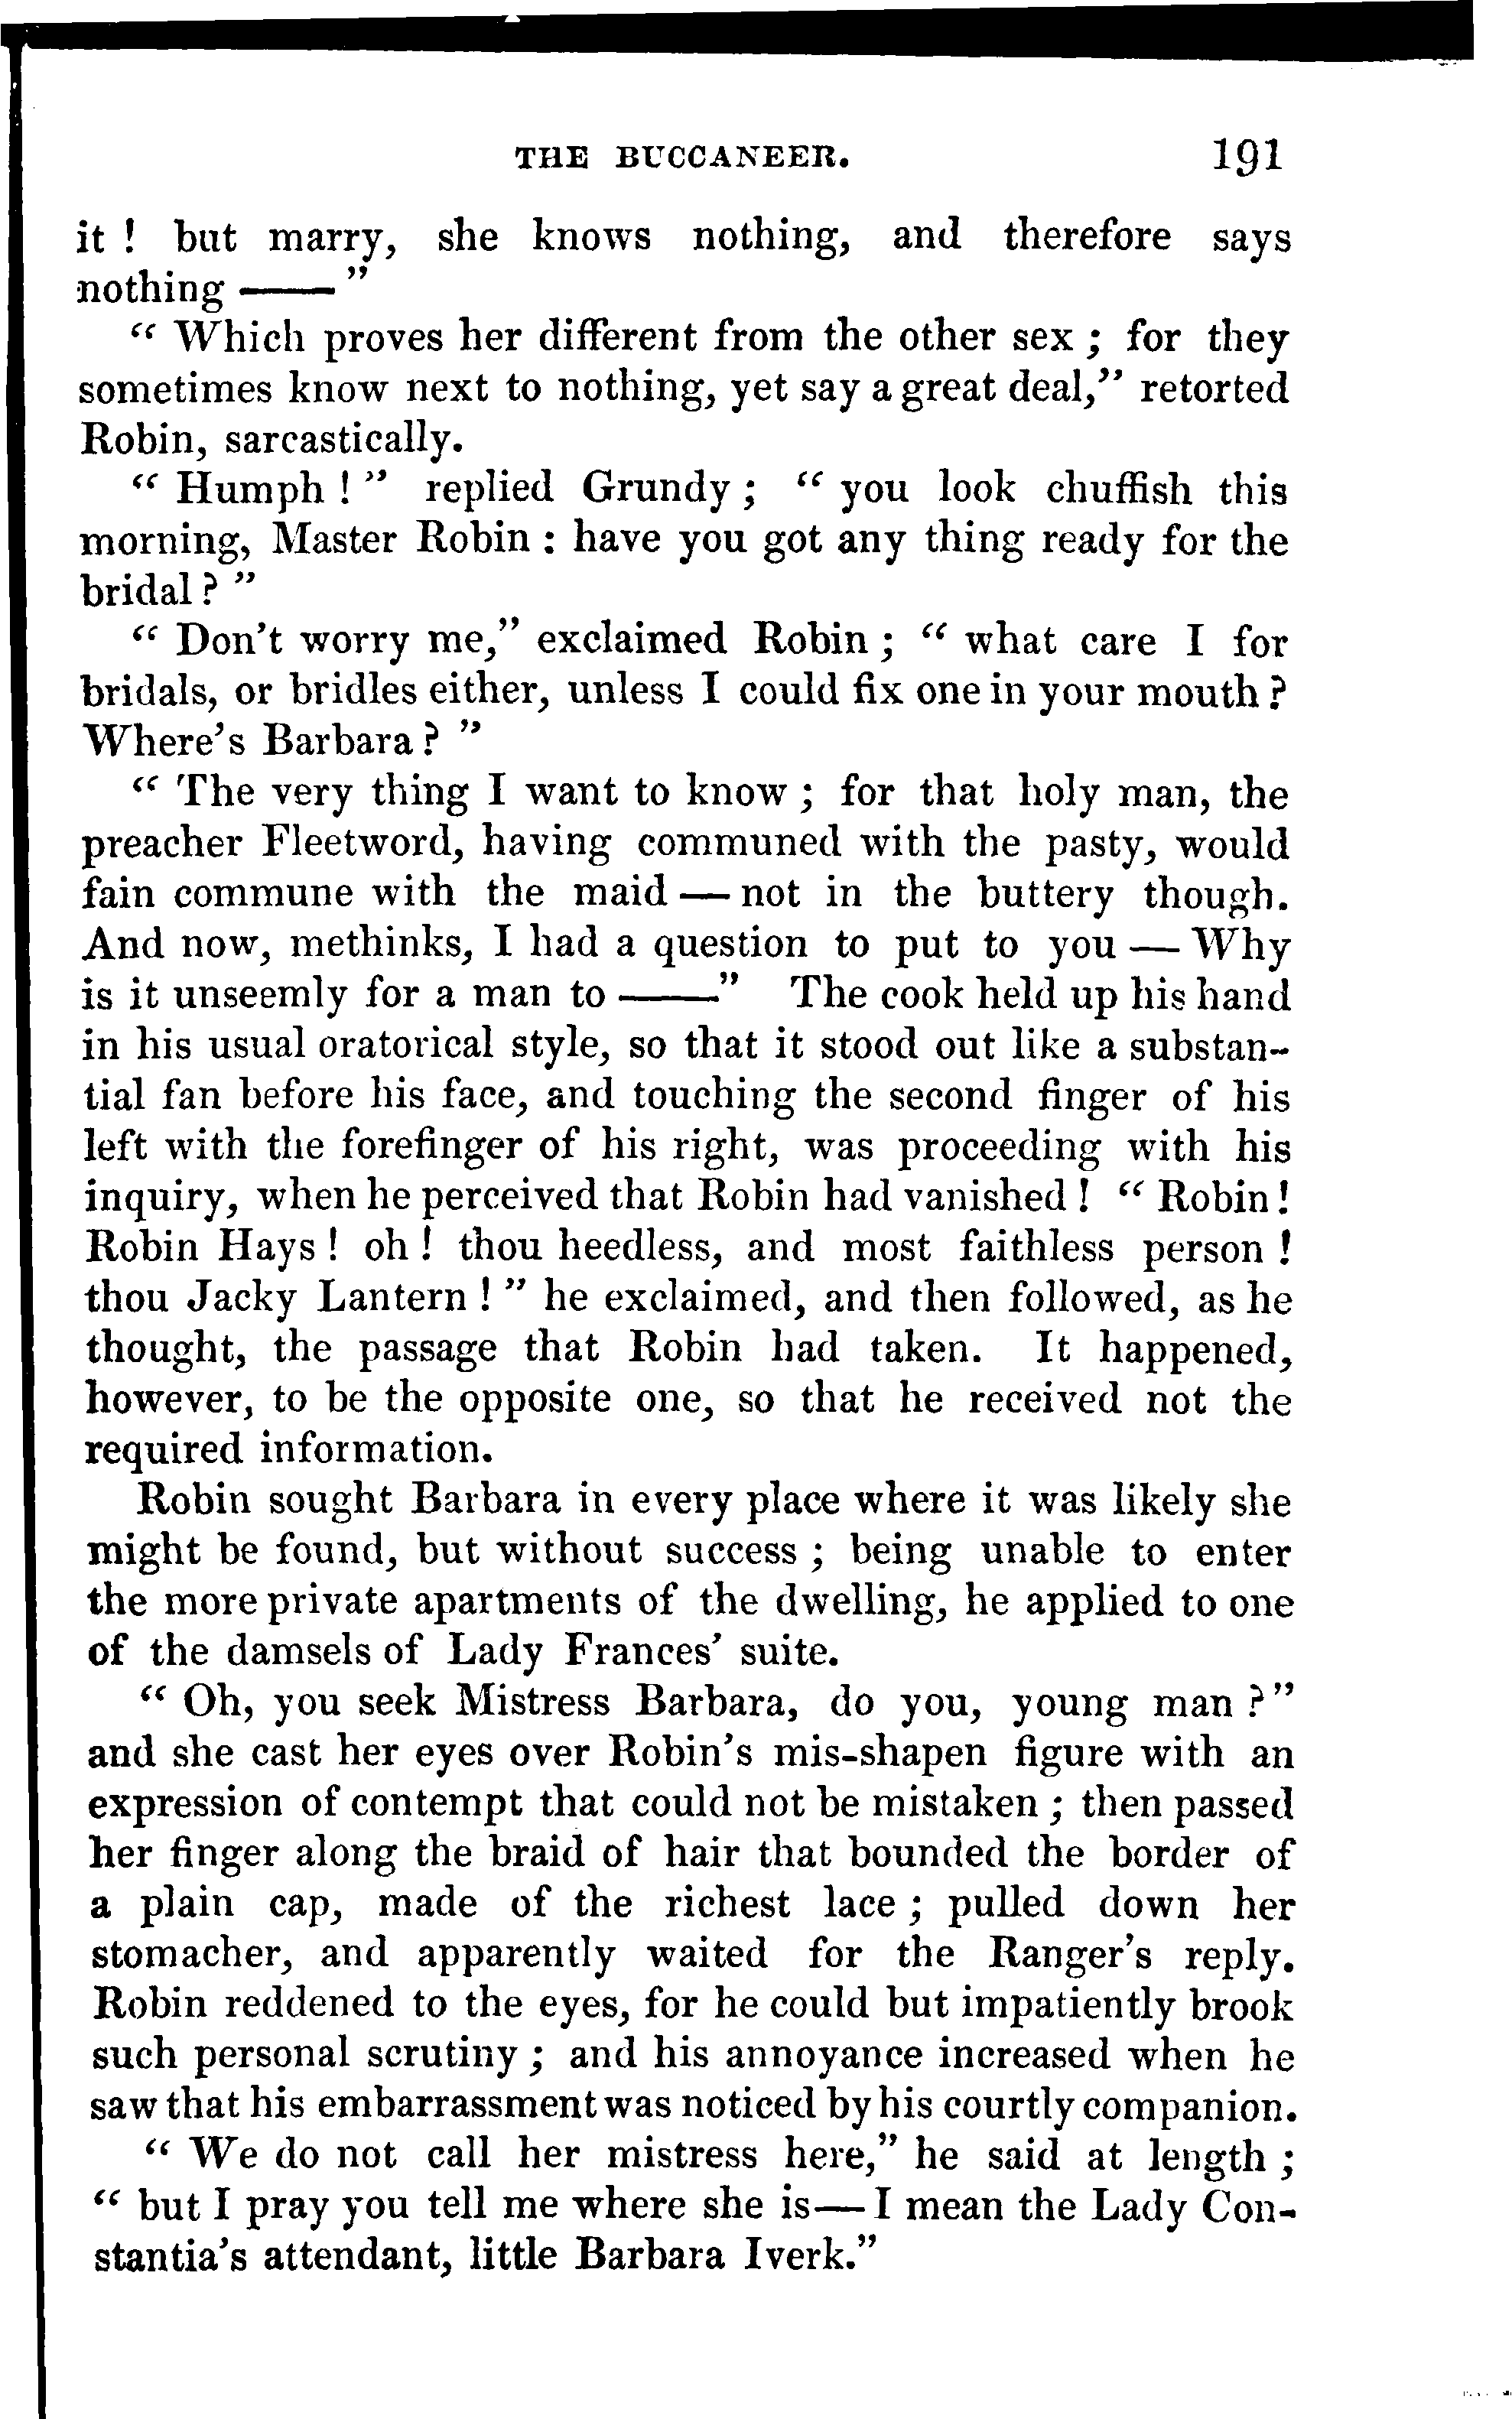 THE BUCCANEER. 191
it ! but marry, she knows nothing, and therefore says
nothing ——"
" Which proves her different from the other sex ; for they
sometimes know next to nothing, yet say a great deal," retorted
Robin, sarcastically.
" Humph ! " replied Grundy ; " you look chuffish this
morning, Master Robin : have you got any thing ready for the
bridal ? "
" Don't worry me," exclaimed Robin ; " what care I for
bridals, or bridles either, unless I could fix one in your mouth ?
Where's Barbara ? "
" The very thing I want to know ; for that holy man, the
preacher Fleetword, having communed with the pasty, would
fain commune with the maid — not in the buttery though.
And now, methinks, I had a question to put to you — Why
is it unseemly for a man to ——" The cook held up his hand
in his usual oratorical style, so that it stood out like a substan-
tial fan before his face, and touching the second finger of his
left with the forefinger of his right, was proceeding with his
inquiry, when he perceived that Robin had vanished ! " Robin !
Robin Hays ! oh ! thou heedless, and most faithless person !
thou Jacky Lantern ! " he exclaimed, and then followed, as he
thought, the passage that Robin had taken. It happened,
however, to be the opposite one, so that he received not the
required information.
Robin sought Barbara in every place where it was likely she
might be found, but without success ; being unable to enter
the more private apartments of the dwelling, he applied to one
of the damsels of Lady Frances' suite.
" Oh, you seek Mistress Barbara, do you, young man ?"
and she cast her eyes over Robin's mis-shapen figure with an
expression of contempt that could not be mistaken ; then passed
her finger along the braid of hair that bounded the border of
a plain cap, made of the richest lace ; pulled down her
stomacher, and apparently waited for the Ranger's reply.
Robin reddened to the eyes, for he could but impatiently brook
such personal scrutiny ; and his annoyance increased when he
saw that his embarrassment was noticed by his courtly companion.
" We do not call her mistress here," he said at length ;
" but I pray you tell me where she is — I mean the Lady Con-
stantia's attendant, little Barbara Iverk."